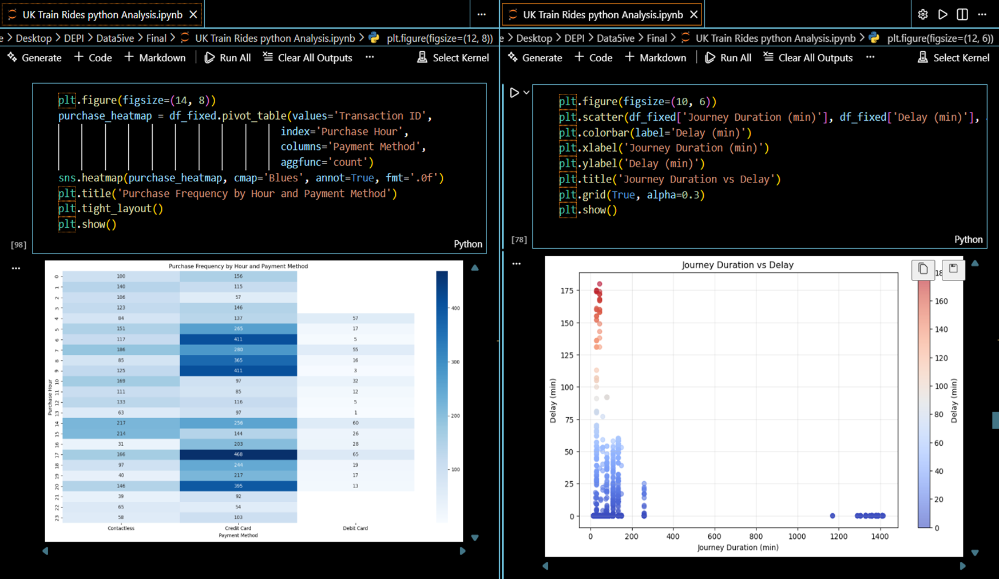 UK Train Rides python Analysis.ipynb
e > Desktop > DEPI > Data5ive > Final > UK Train Rides python Analysis.ipynb > plt.figure(figsize=(12, 8))
Generate + Code + Markdown Run All Clear All Outputs ... Select Kernel
plt.figure(figsize=(14, 8))
purchase_heatmap = df_fixed.pivot_table(values='Transaction ID',
index='Purchase Hour',
columns='Payment Method',
aggfunc='count')
sns.heatmap(purchase_heatmap, cmap='Blues', annot=True, fmt='.0f')
plt.title('Purchase Frequency by Hour and Payment Method')
plt.tight_layout()
plt.show()
[98]
Python
Purchase Frequency by Hour and Payment Method
0 100 156
1 140 115
2 106 57
3 123 146
4 84 137 57
5 151 265 17
6 117 411 5
7 186 280 55
8 85 365 16
9 125 411 3
10 169 97 32
11 111 85 12
12 133 116 5
13 63 97 1
14 217 256 60
15 214 144 26
16 31 203 28
17 166 468 65
18 97 244 19
19 40 217 17
20 146 395 13
21 39 92
22 65 54
23 58 103
Purchase Hour
Contactless Credit Card Debit Card
Payment Method
400
300
200
100
UK Train Rides python Analysis.ipynb
e > Desktop > DEPI > Data5ive > Final > UK Train Rides python Analysis.ipynb > plt.figure(figsize=(12, 6))
Generate + Code + Markdown Run All Clear All Outputs ... Select Kernel
plt.figure(figsize=(10, 6))
plt.scatter(df_fixed['Journey Duration (min)'], df_fixed['Delay (min)'],
plt.colorbar(label='Delay (min)')
plt.xlabel('Journey Duration (min)')
plt.ylabel('Delay (min)')
plt.title('Journey Duration vs Delay')
plt.grid(True, alpha=0.3)
plt.show()
[78]
Python
Journey Duration vs Delay
175
150
125
100
75
50
25
0
Delay (min)
0 200 400 600 800 1000 1200 1400
Journey Duration (min)
18
160
140
120
100
80
60
40
20
0
Delay (min)